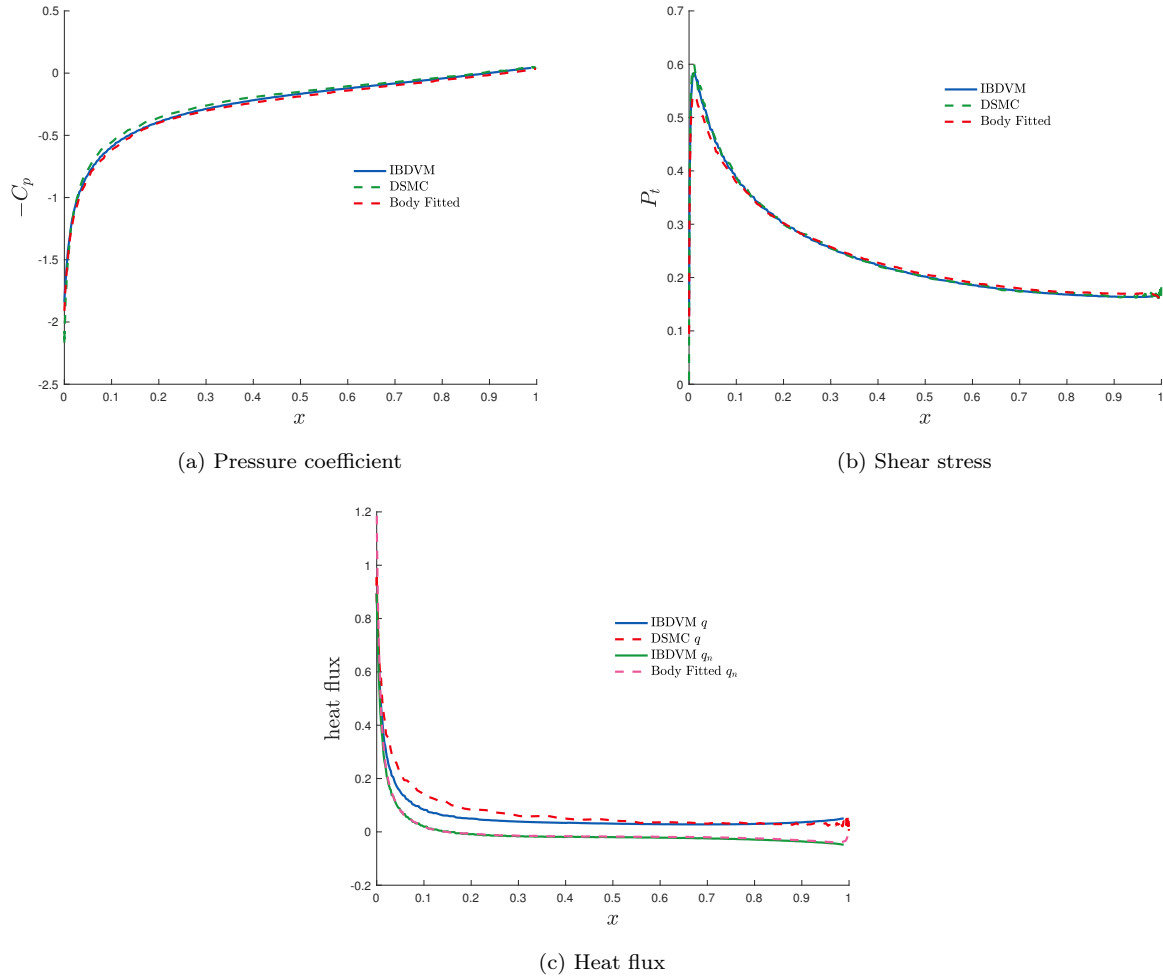 0.5
0
-0.5
-1
-1.5
-2
-2.5
−C_p
0 0.1 0.2 0.3 0.4 0.5 0.6 0.7 0.8 0.9 1
x
IBDVM
DSMC
Body Fitted
(a) Pressure coefficient
0.7
0.6
0.5
0.4
0.3
0.2
0.1
0
P_t
0 0.1 0.2 0.3 0.4 0.5 0.6 0.7 0.8 0.9 1
x
IBDVM
DSMC
Body Fitted
(b) Shear stress
1.2
1
0.8
0.6
0.4
0.2
0
-0.2
heat flux
0 0.1 0.2 0.3 0.4 0.5 0.6 0.7 0.8 0.9 1
x
IBDVM q
DSMC q
IBDVM q_n
Body Fitted q_n
(c) Heat flux